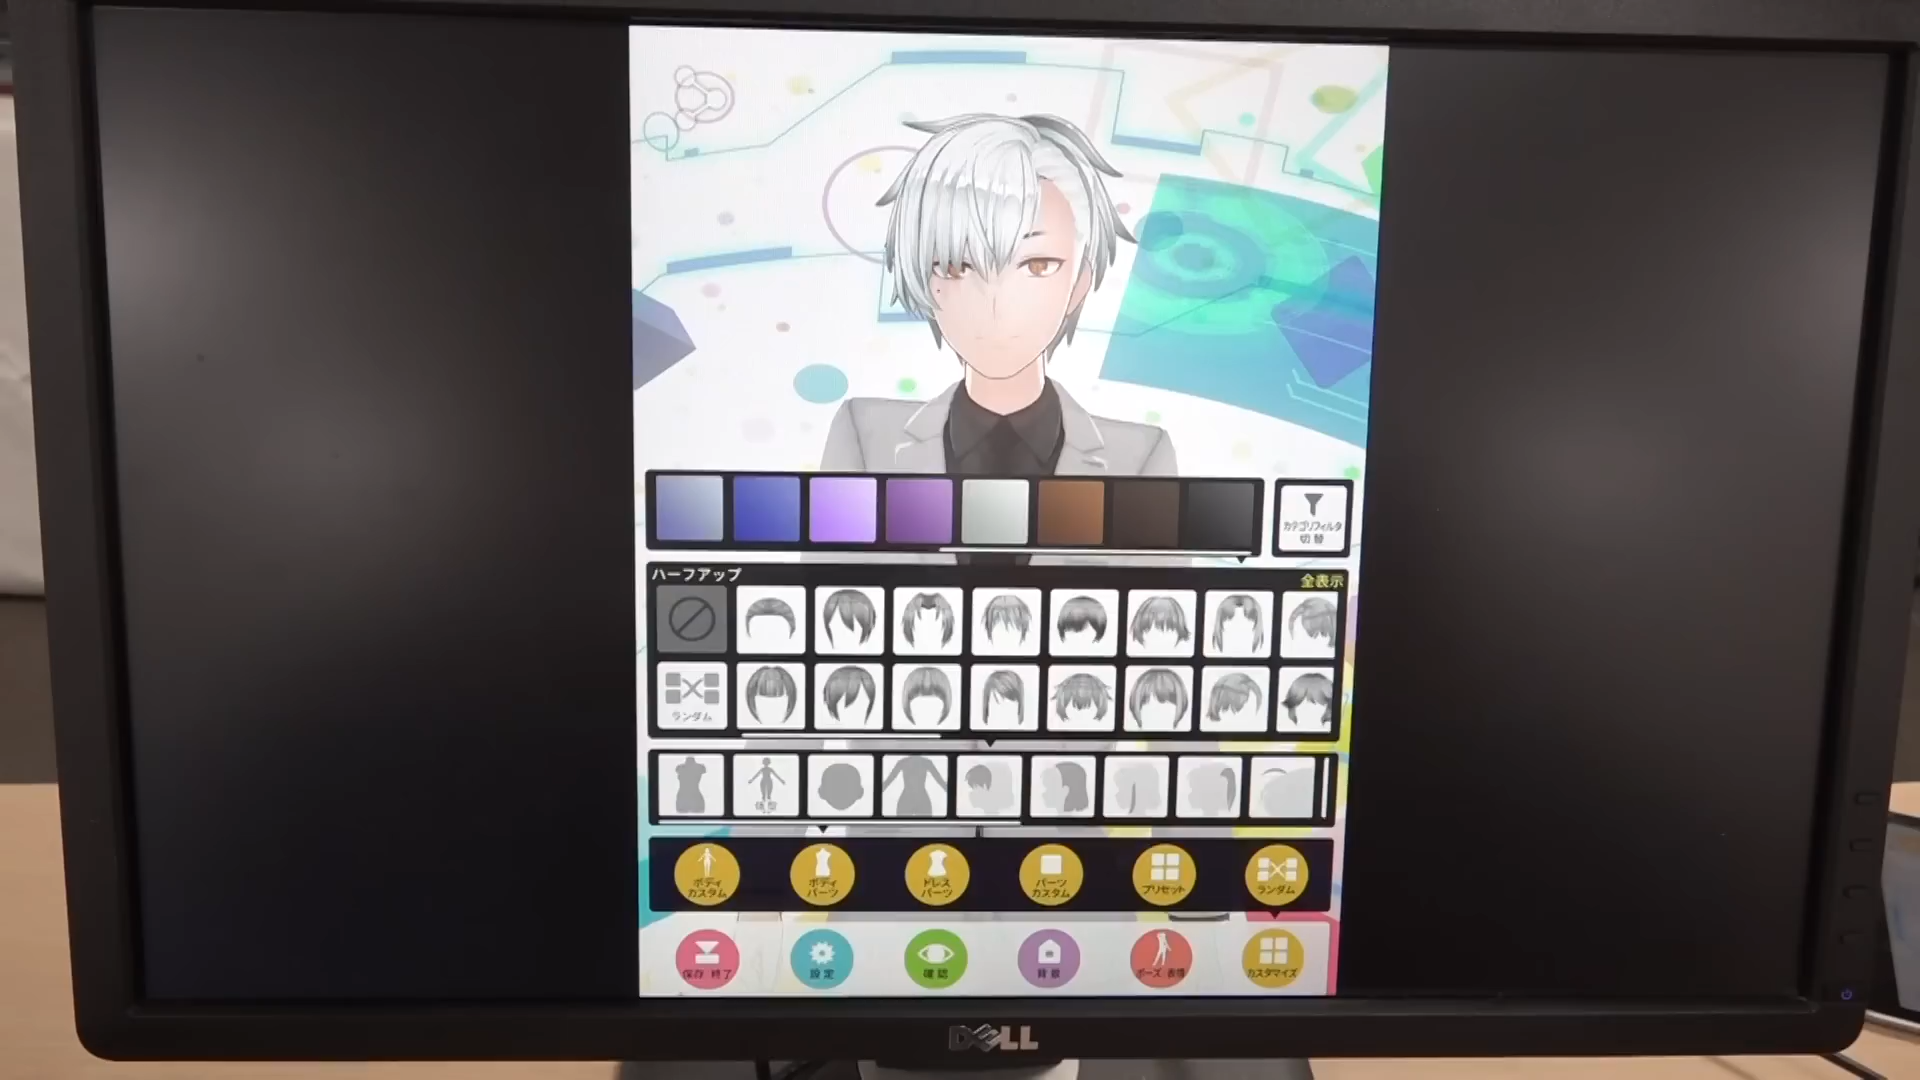 カテゴリフィルタ
切替
ハーフアップ
全表示
ランダム
体型
ボディ
カスタム
ボディ
パーツ
ドレス
パーツ
パーツ
カスタム
プリセット
ランダム
保存 終了
設定
確認
背景
ポーズ 表情
カスタマイズ
DELL